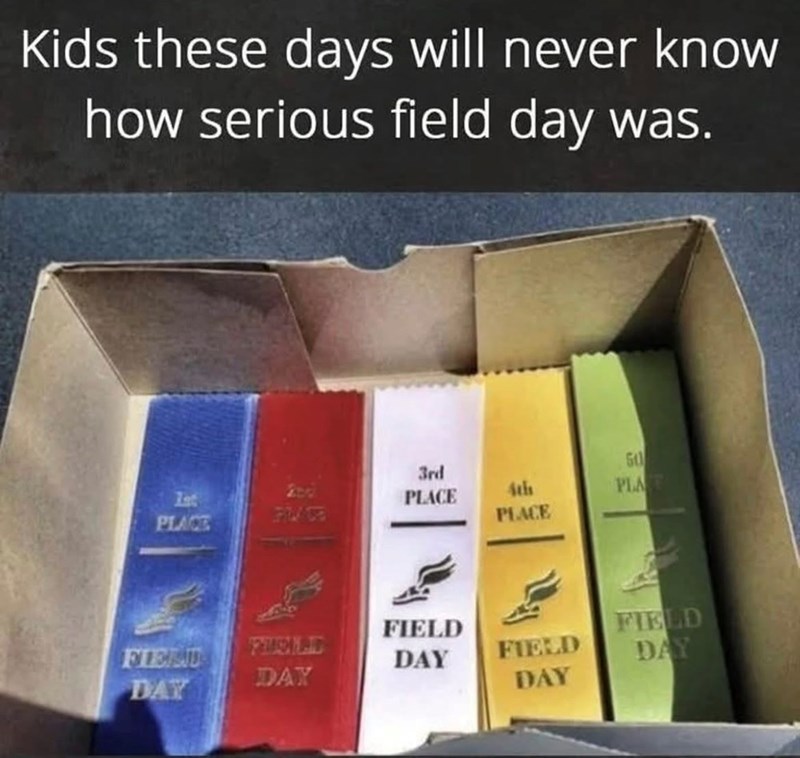 Kids these days will never know
how serious field day was.
1st
PLACE
FIELD
DAY
2nd
PLACE
FIELD
DAY
3rd
PLACE
FIELD
DAY
4th
PLACE
FIELD
DAY
FIELD
DAY